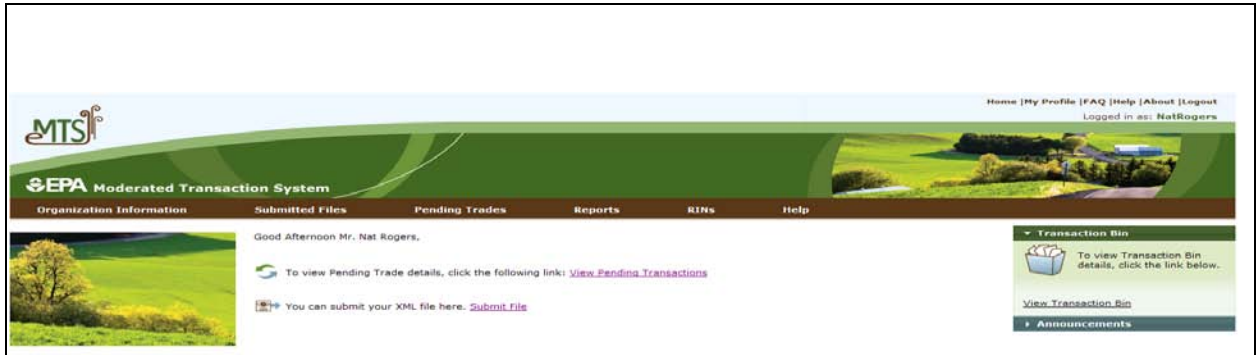 Home |My Profile |FAQ |Help |About |Logout
Logged in as: NatRogers
MTS
EPA Moderated Transaction System
Organization Information Submitted Files Pending Trades Reports RINs Help
Good Afternoon Mr. Nat Rogers,
To view Pending Trade details, click the following link: View Pending Transactions
You can submit your XML file here. Submit File
Transaction Bin
To view Transaction Bin
details, click the link below.
View Transaction Bin
Announcements